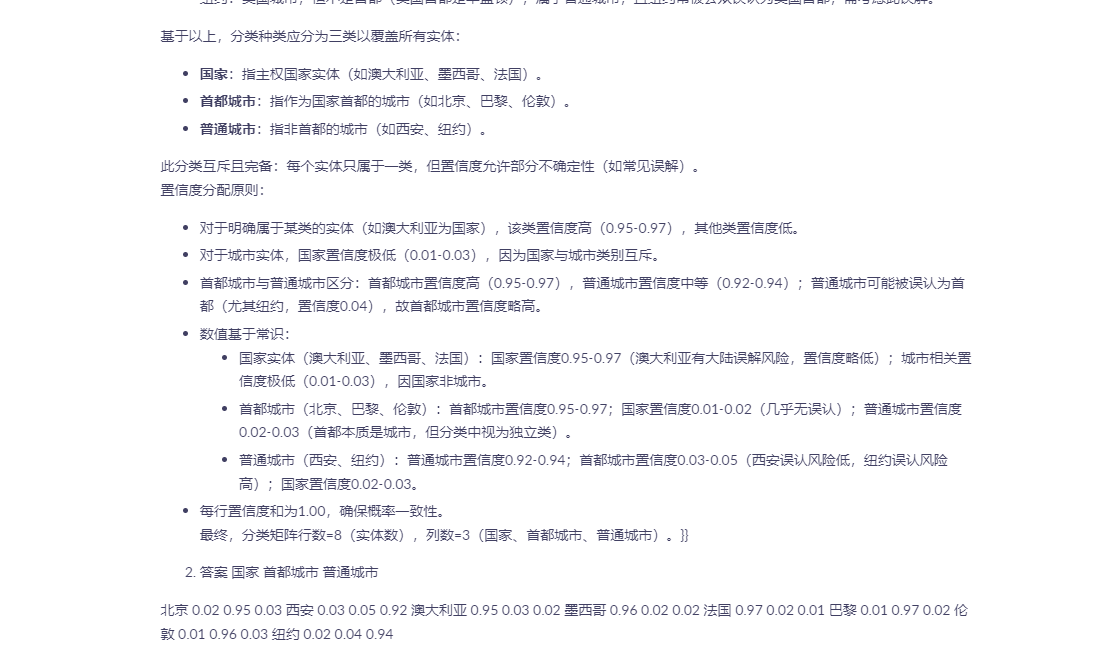 基于以上，分类种类应分为三类以覆盖所有实体：
国家：指主权国家实体（如澳大利亚、墨西哥、法国）。
首都城市：指作为国家首都的城市（如北京、巴黎、伦敦）。
普通城市：指非首都的城市（如西安、纽约）。
此分类互斥且完备：每个实体只属于一类，但置信度允许部分不确定性（如常见误解）。
置信度分配原则：
对于明确属于某类的实体（如澳大利亚为国家），该类置信度高（0.95-0.97），其他类置信度低。
对于城市实体，国家置信度极低（0.01-0.03），因为国家与城市类别互斥。
首都城市与普通城市区分：首都城市置信度高（0.95-0.97），普通城市置信度中等（0.92-0.94）；普通城市可能被误认为首
都（尤其纽约，置信度0.04），故首都城市置信度略高。
数值基于常识：
国家实体（澳大利亚、墨西哥、法国）：国家置信度0.95-0.97（澳大利亚有大陆误解风险，置信度略低）；城市相关置
信度极低（0.01-0.03），因国家非城市。
首都城市（北京、巴黎、伦敦）：首都城市置信度0.95-0.97；国家置信度0.01-0.02（几乎无误认）；普通城市置信度
0.02-0.03（首都本质是城市，但分类中视为独立类）。
普通城市（西安、纽约）：普通城市置信度0.92-0.94；首都城市置信度0.03-0.05（西安误认风险低，纽约误认风险
高）；国家置信度0.02-0.03。
每行置信度和为1.00，确保概率一致性。
最终，分类矩阵行数=8（实体数），列数=3（国家、首都城市、普通城市）。}}
2. 答案 国家 首都城市 普通城市
北京 0.02 0.95 0.03 西安 0.03 0.05 0.92 澳大利亚 0.95 0.03 0.02 墨西哥 0.96 0.02 0.02 法国 0.97 0.02 0.01 巴黎 0.01 0.97 0.02 伦
敦 0.01 0.96 0.03 纽约 0.02 0.04 0.94